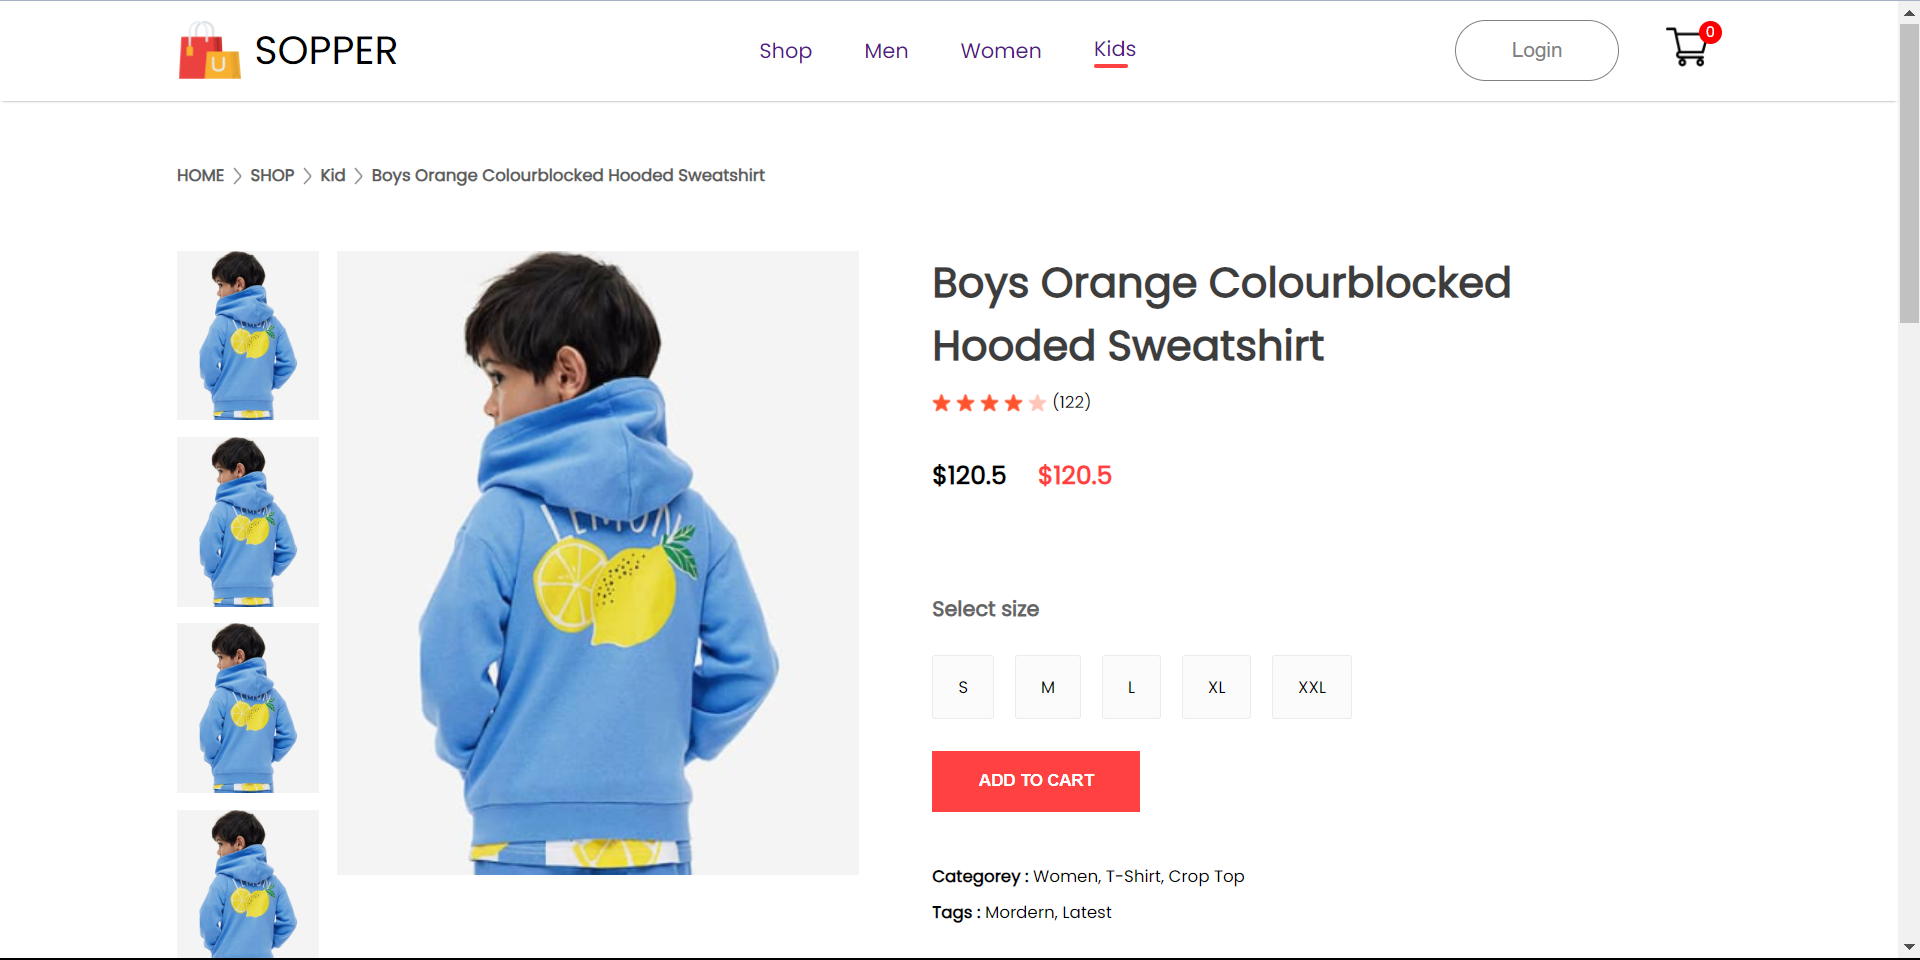 SOPPER
Shop Men Women Kids
Login
0
HOME SHOP Kid Boys Orange Colourblocked Hooded Sweatshirt
Boys Orange Colourblocked
Hooded Sweatshirt
(122)
$120.5 $120.5
Select size
S M L XL XXL
ADD TO CART
Categorey : Women, T-Shirt, Crop Top
Tags : Mordern, Latest